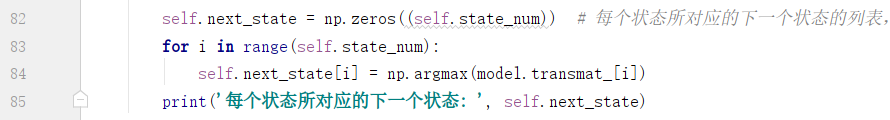 82 self.next_state = np.zeros((self.state_num)) # 每个状态所对应的下一个状态的列表,
83 for i in range(self.state_num):
84 self.next_state[i] = np.argmax(model.transmat_[i])
85 print('每个状态所对应的下一个状态: ', self.next_state)